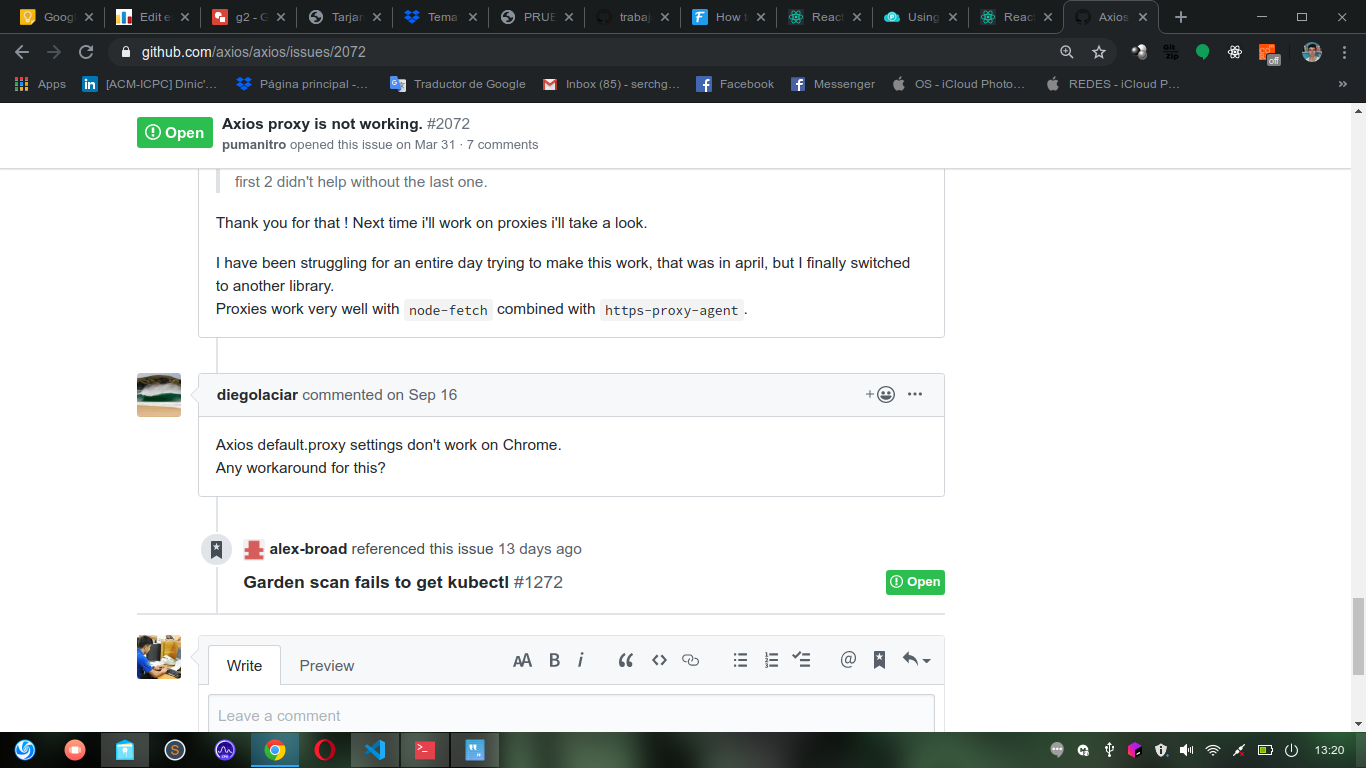 Goog
Edit e
g2 - G
Tarjan
Tema
PRUE
trabaj
How t
React
Using
React
Axios
github.com/axios/axios/issues/2072
Git Zip
off
Apps
[ACM-ICPC] Dinic'...
Página principal -...
Traductor de Google
Inbox (85) - serchg...
Facebook
Messenger
OS - iCloud Photo...
REDES - iCloud P...
»
Open
Axios proxy is not working. #2072
pumanitro opened this issue on Mar 31 · 7 comments
first 2 didn't help without the last one.
Thank you for that ! Next time i'll work on proxies i'll take a look.
I have been struggling for an entire day trying to make this work, that was in april, but I finally switched
to another library.
Proxies work very well with node-fetch combined with https-proxy-agent.
diegolaciar commented on Sep 16
Axios default.proxy settings don't work on Chrome.
Any workaround for this?
alex-broad referenced this issue 13 days ago
Garden scan fails to get kubectl #1272
Open
Write
Preview
AA B i
Leave a comment
13:20